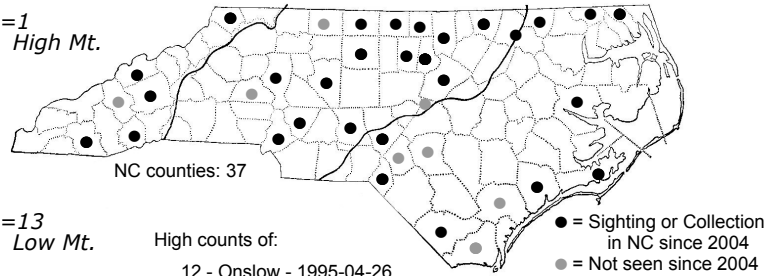 =1
High Mt.
NC counties: 37
=13
Low Mt.
High counts of:
12 - Onslow - 1995-04-26
= Sighting or Collection
in NC since 2004
= Not seen since 2004